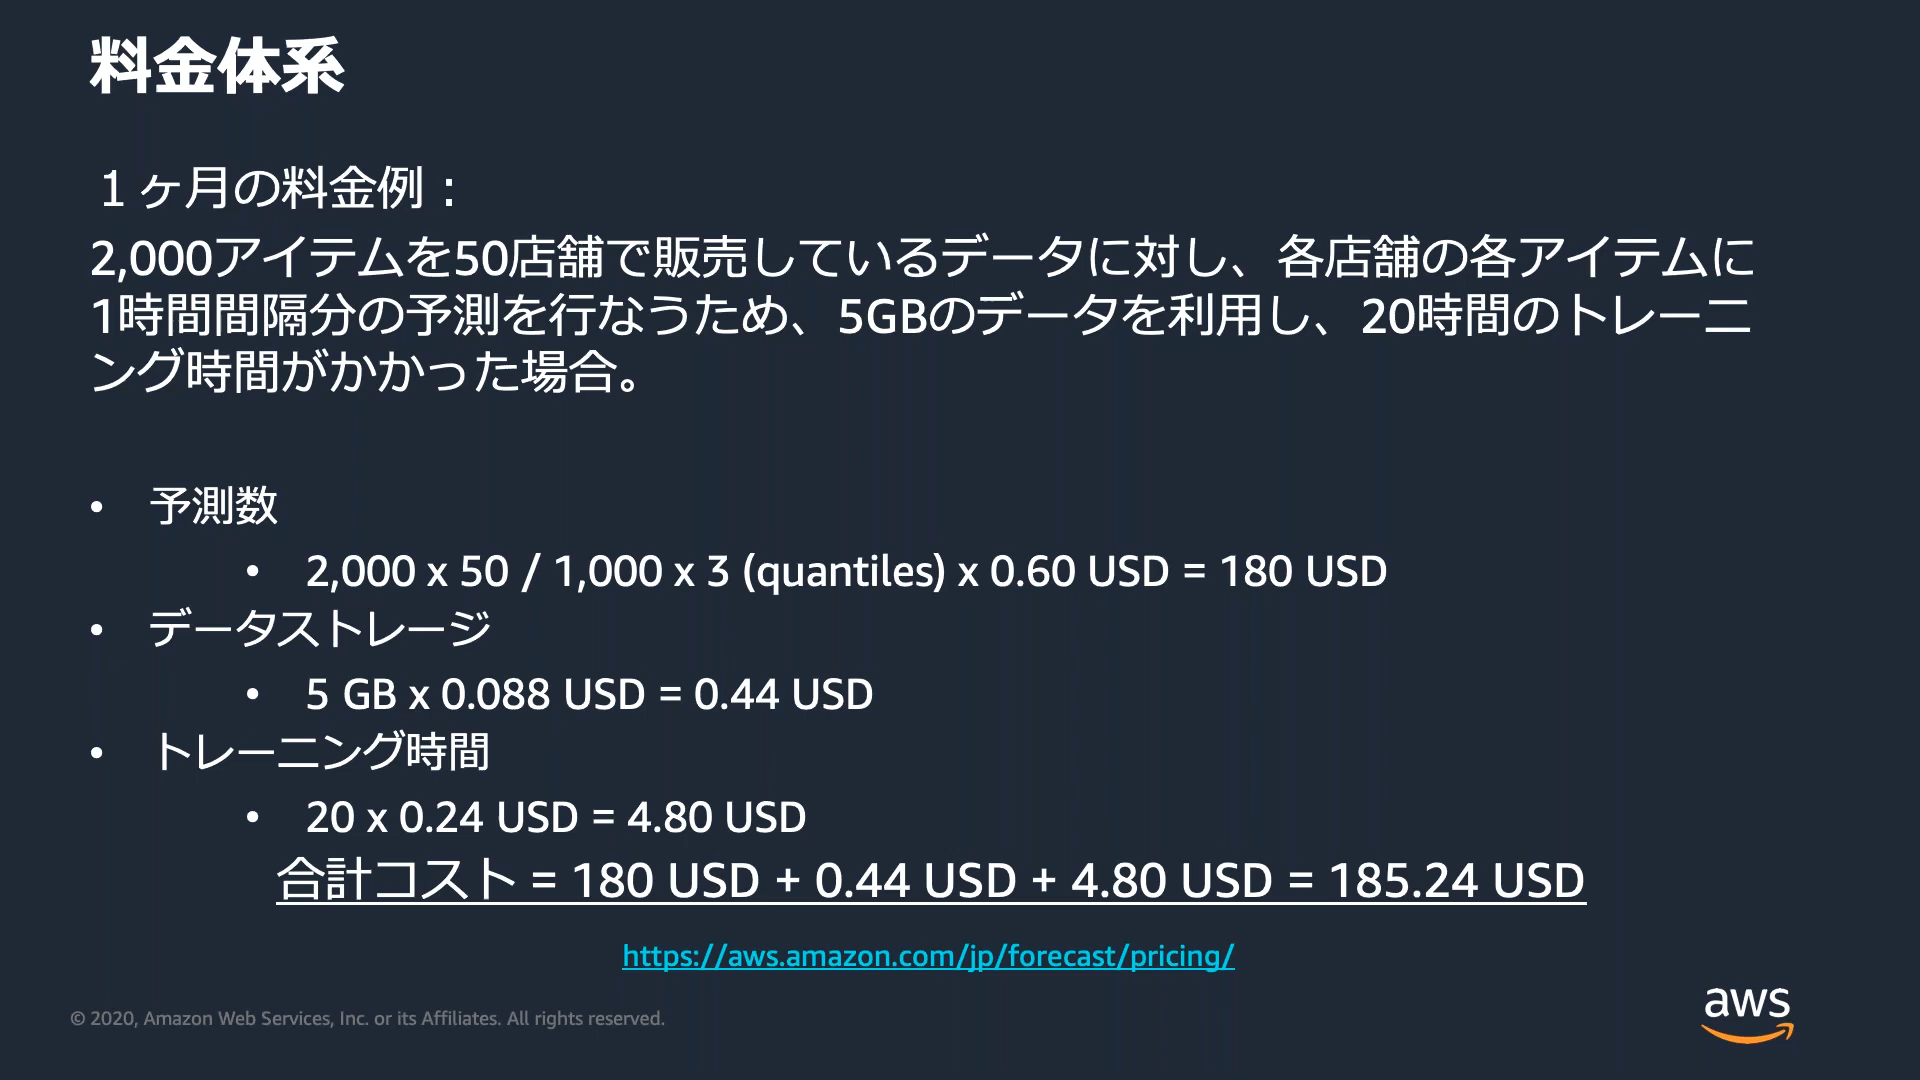 料金体系
１ヶ月の料金例：
2,000アイテムを50店舗で販売しているデータに対し、各店舗の各アイテムに
1時間間隔分の予測を行なうため、5GBのデータを利用し、20時間のトレーニ
ング時間がかかった場合。
• 予測数
• 2,000 x 50 / 1,000 x 3 (quantiles) x 0.60 USD = 180 USD
• データストレージ
• 5 GB x 0.088 USD = 0.44 USD
• トレーニング時間
• 20 x 0.24 USD = 4.80 USD
合計コスト = 180 USD + 0.44 USD + 4.80 USD = 185.24 USD
https://aws.amazon.com/jp/forecast/pricing/
© 2020, Amazon Web Services, Inc. or its Affiliates. All rights reserved.
aws